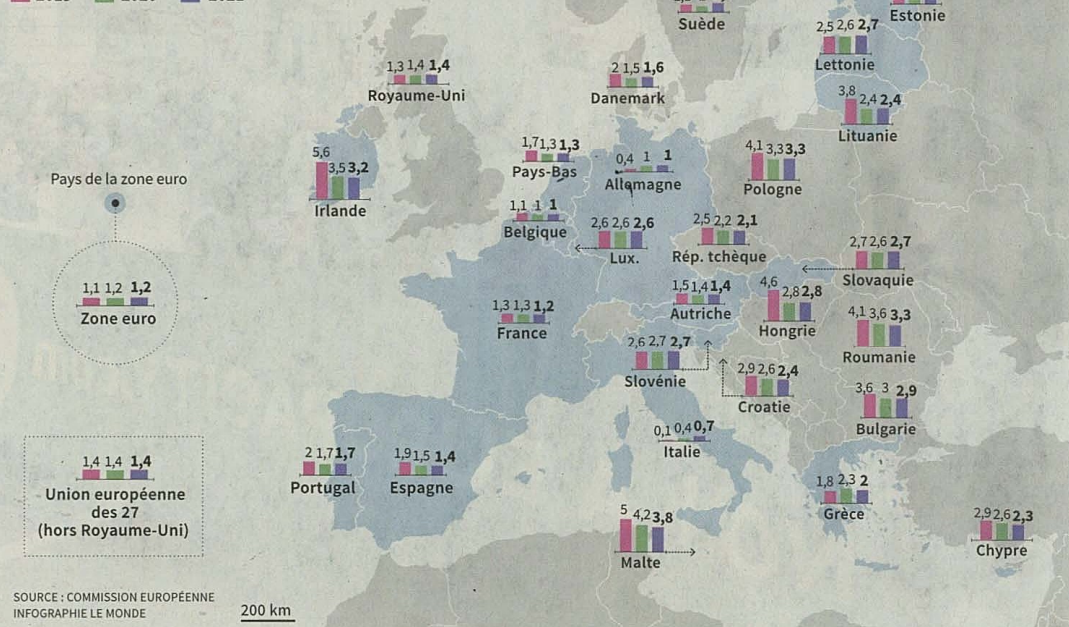 Suède
Estonie
2,5 2,6 2,7
Lettonie
1,3 1,4 1,4
Royaume-Uni
2 1,5 1,6
Danemark
3,8 2,4 2,4
Lituanie
5,6 3,5 3,2
Irlande
1,7 1,3 1,3
Pays-Bas
0,4 1 1
Allemagne
4,1 3,3 3,3
Pologne
Pays de la zone euro
1,1 1 1
Belgique
2,6 2,6 2,6
Lux.
2,5 2,2 2,1
Rép. tchèque
2,7 2,6 2,7
Slovaquie
1,1 1,2 1,2
Zone euro
1,3 1,3 1,2
France
1,5 1,4 1,4
Autriche
4,6 2,8 2,8
Hongrie
4,1 3,6 3,3
Roumanie
2,6 2,7 2,7
Slovénie
2,9 2,6 2,4
Croatie
3,6 3 2,9
Bulgarie
0,1 0,4 0,7
Italie
1,4 1,4 1,4
Union européenne
des 27
(hors Royaume-Uni)
2 1,7 1,7
Portugal
1,9 1,5 1,4
Espagne
1,8 2,3 2
Grèce
5 4,2 3,8
Malte
2,9 2,6 2,3
Chypre
SOURCE : COMMISSION EUROPÉENNE
INFOGRAPHIE LE MONDE
200 km